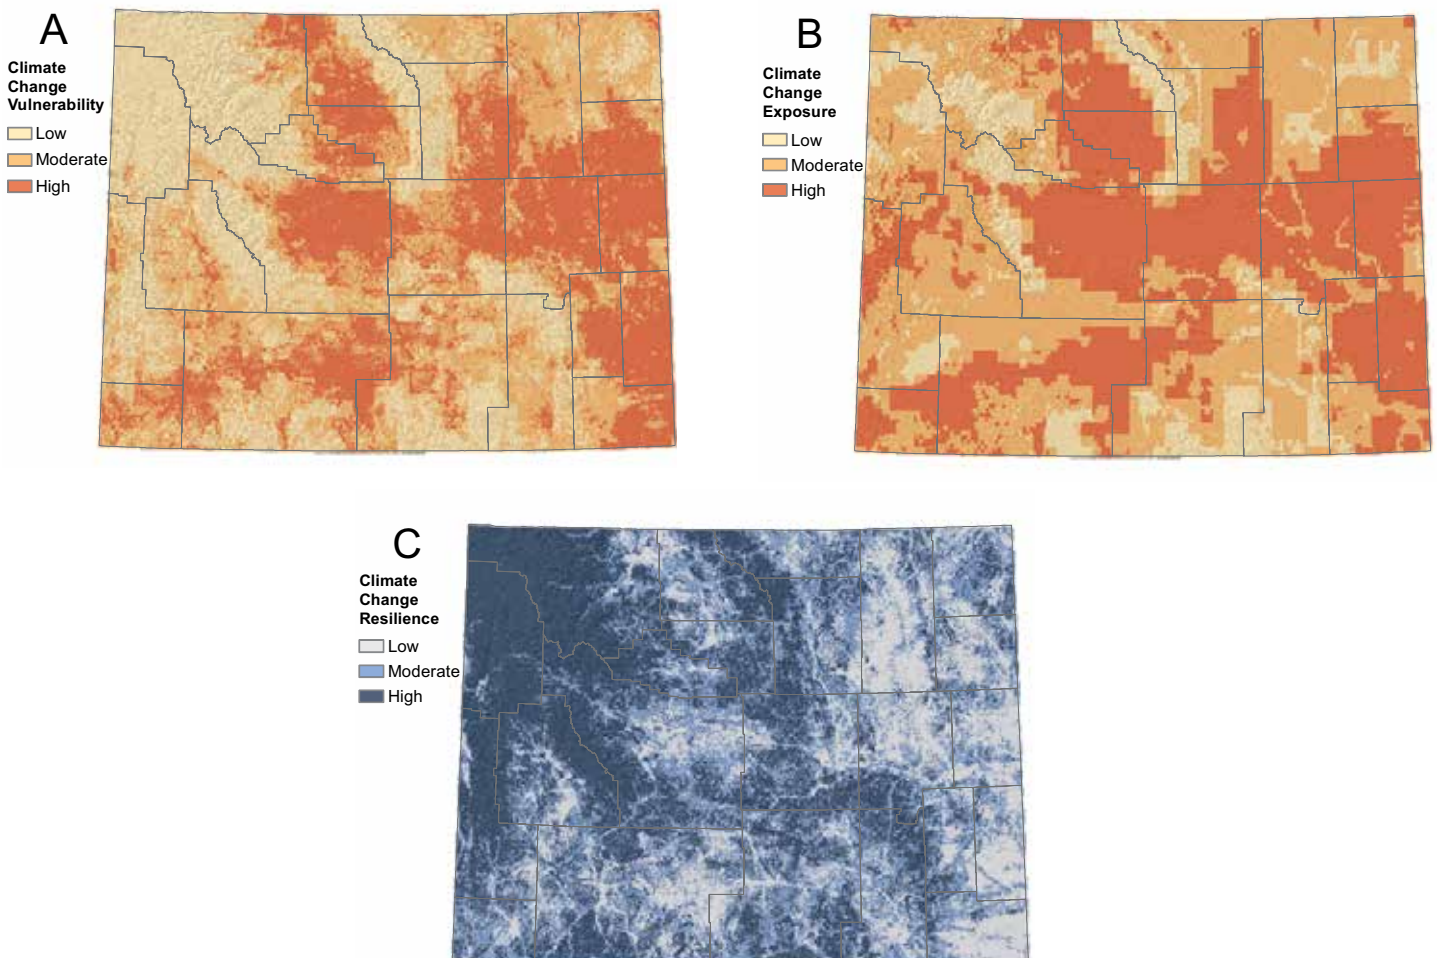 A
Climate
Change
Vulnerability
Low
Moderate
High
B
Climate
Change
Exposure
Low
Moderate
High
C
Climate
Change
Resilience
Low
Moderate
High